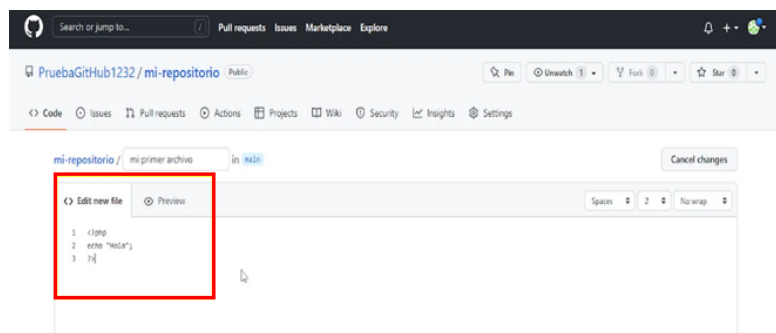 Search or jump to... / Pull requests Issues Marketplace Explore
PruebaGitHub1232 / mi-repositorio Public Pin Unwatch 1 Fork 0 Star 0
<> Code Issues Pull requests Actions Projects Wiki Security Insights Settings
mi-repositorio / mi primer archivo in main Cancel changes
<> Edit new file Preview Spaces 2 No wrap
1 <?php
2 echo "Hola";
3 ?>